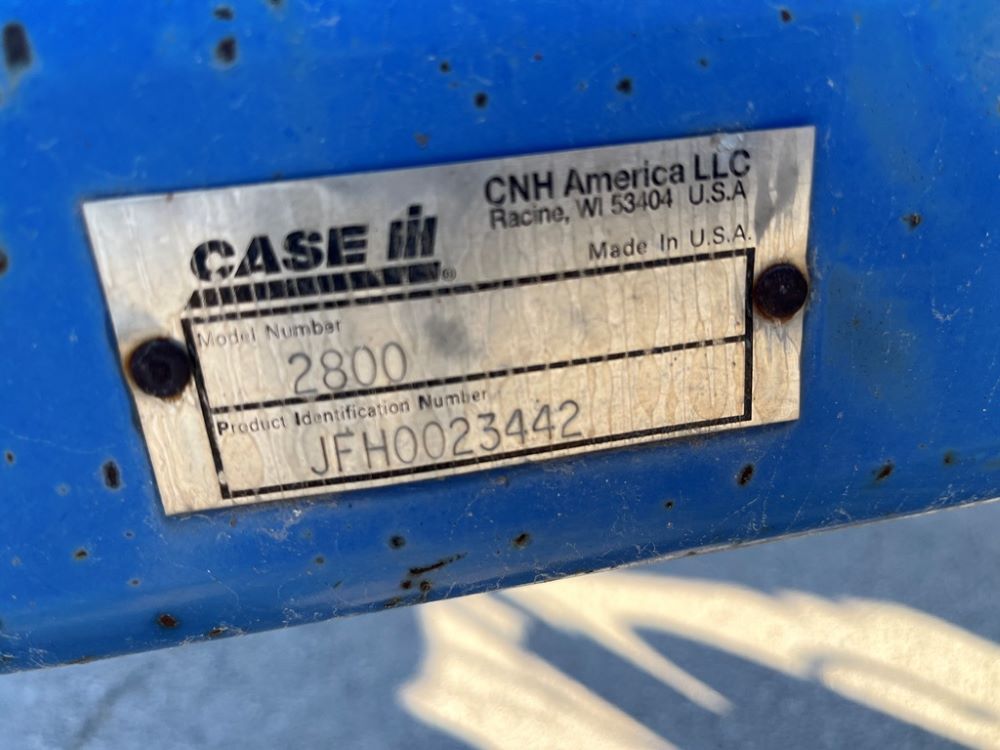 CNH America LLC
Racine, WI 53404 U.S.A
Made In U.S.A.
CASE IH
®
Model Number
2800
Product Identification Number
JFH0023442